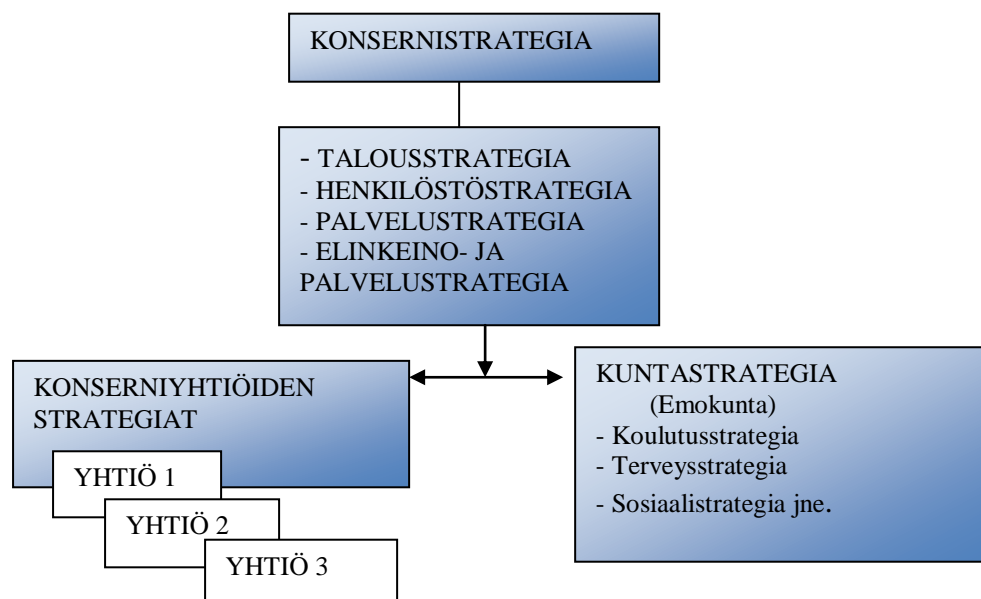 KONSERNISTRATEGIA
- TALOUSSTRATEGIA
- HENKILÖSTÖSTRATEGIA
- PALVELUSTRATEGIA
- ELINKEINO- JA
PALVELUSTRATEGIA
KONSERNIYHTIÖIDEN
STRATEGIAT
YHTIÖ 1
YHTIÖ 2
YHTIÖ 3
KUNTASTRATEGIA
(Emokunta)
- Koulutusstrategia
- Terveysstrategia
- Sosiaalistrategia jne.